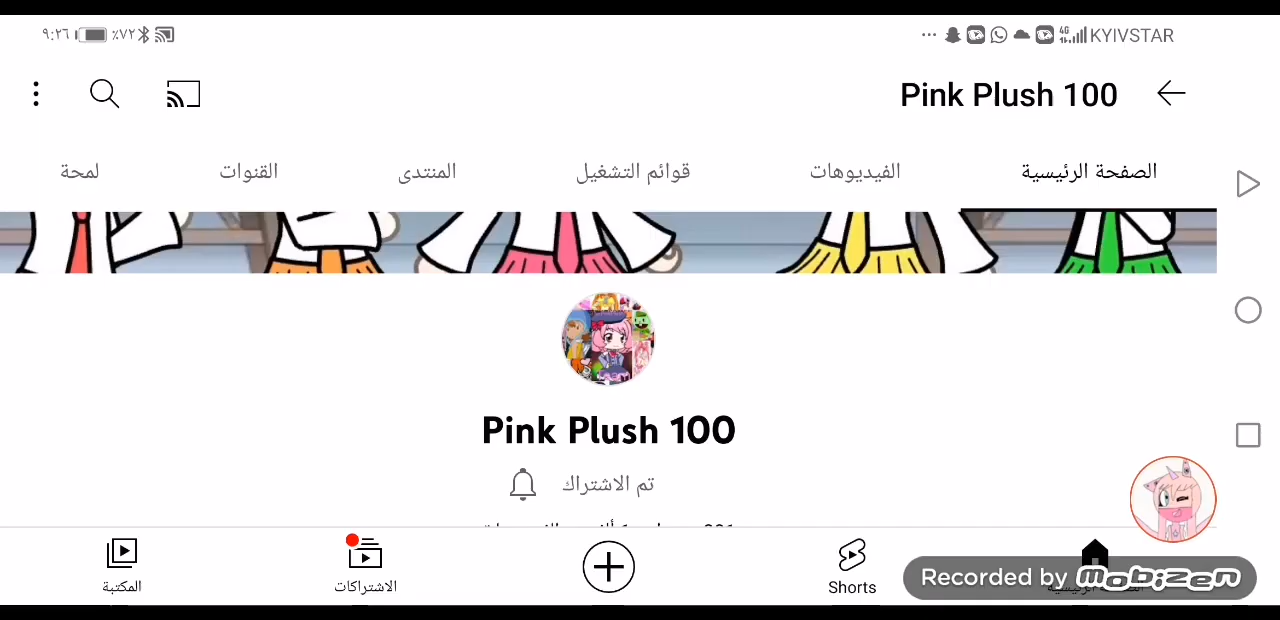 ٩:٢٦ ٪٧٢ 4G KYIVSTAR
Pink Plush 100
الصفحة الرئيسية الفيديوهات قوائم التشغيل المنتدى القنوات لمحة
Pink Plush 100
تم الاشتراك
Shorts الاشتراكات المكتبة
Recorded by mobizen